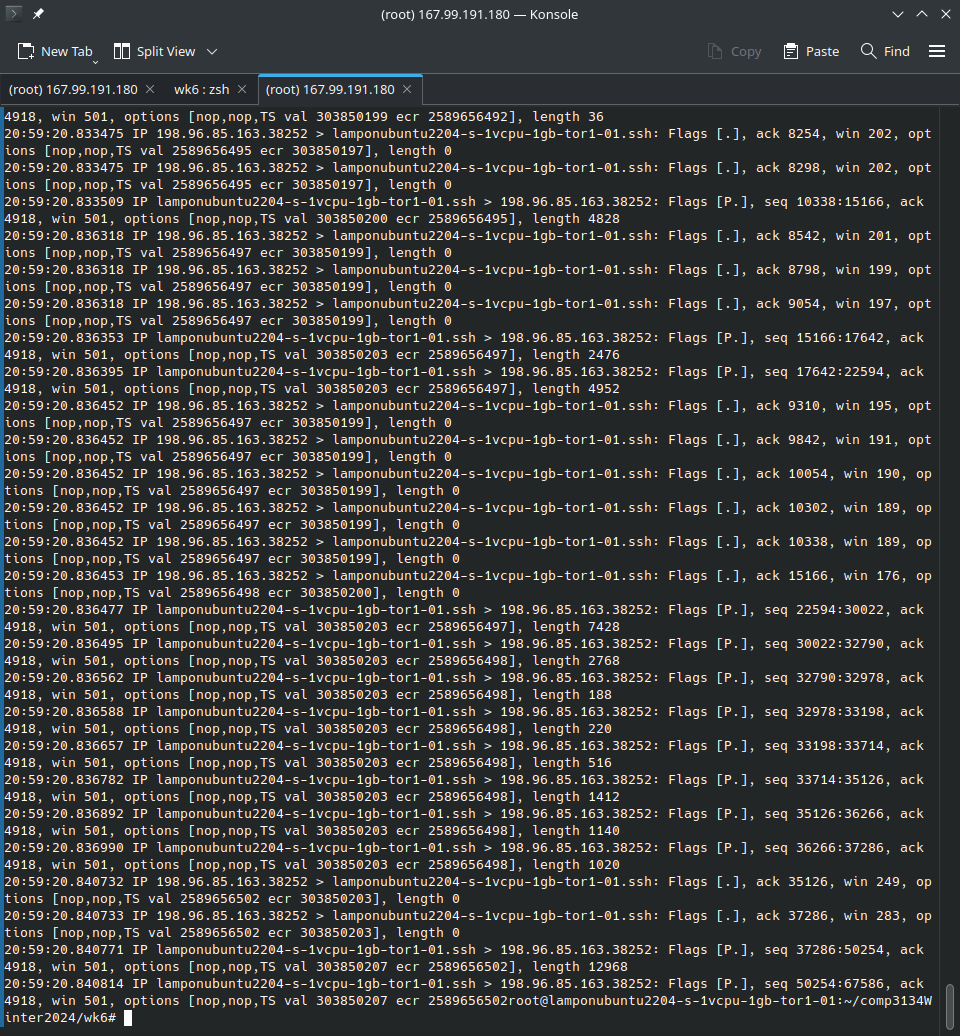 (root) 167.99.191.180 — Konsole
New Tab
Split View
Copy
Paste
Find
(root) 167.99.191.180
wk6 : zsh
(root) 167.99.191.180
4918, win 501, options [nop,nop,TS val 303850199 ecr 2589656492], length 36
20:59:20.833475 IP 198.96.85.163.38252 > lamponubuntu2204-s-1vcpu-1gb-tor1-01.ssh: Flags [.], ack 8254, win 202, opt
ions [nop,nop,TS val 2589656495 ecr 303850197], length 0
20:59:20.833475 IP 198.96.85.163.38252 > lamponubuntu2204-s-1vcpu-1gb-tor1-01.ssh: Flags [.], ack 8298, win 202, opt
ions [nop,nop,TS val 2589656495 ecr 303850197], length 0
20:59:20.833509 IP lamponubuntu2204-s-1vcpu-1gb-tor1-01.ssh > 198.96.85.163.38252: Flags [P.], seq 10338:15166, ack
4918, win 501, options [nop,nop,TS val 303850200 ecr 2589656495], length 4828
20:59:20.836318 IP 198.96.85.163.38252 > lamponubuntu2204-s-1vcpu-1gb-tor1-01.ssh: Flags [.], ack 8542, win 201, opt
ions [nop,nop,TS val 2589656497 ecr 303850199], length 0
20:59:20.836318 IP 198.96.85.163.38252 > lamponubuntu2204-s-1vcpu-1gb-tor1-01.ssh: Flags [.], ack 8798, win 199, opt
ions [nop,nop,TS val 2589656497 ecr 303850199], length 0
20:59:20.836318 IP 198.96.85.163.38252 > lamponubuntu2204-s-1vcpu-1gb-tor1-01.ssh: Flags [.], ack 9054, win 197, opt
ions [nop,nop,TS val 2589656497 ecr 303850199], length 0
20:59:20.836353 IP lamponubuntu2204-s-1vcpu-1gb-tor1-01.ssh > 198.96.85.163.38252: Flags [P.], seq 15166:17642, ack
4918, win 501, options [nop,nop,TS val 303850203 ecr 2589656497], length 2476
20:59:20.836395 IP lamponubuntu2204-s-1vcpu-1gb-tor1-01.ssh > 198.96.85.163.38252: Flags [P.], seq 17642:22594, ack
4918, win 501, options [nop,nop,TS val 303850203 ecr 2589656497], length 4952
20:59:20.836452 IP 198.96.85.163.38252 > lamponubuntu2204-s-1vcpu-1gb-tor1-01.ssh: Flags [.], ack 9310, win 195, opt
ions [nop,nop,TS val 2589656497 ecr 303850199], length 0
20:59:20.836452 IP 198.96.85.163.38252 > lamponubuntu2204-s-1vcpu-1gb-tor1-01.ssh: Flags [.], ack 9842, win 191, opt
ions [nop,nop,TS val 2589656497 ecr 303850199], length 0
20:59:20.836452 IP 198.96.85.163.38252 > lamponubuntu2204-s-1vcpu-1gb-tor1-01.ssh: Flags [.], ack 10054, win 190, op
tions [nop,nop,TS val 2589656497 ecr 303850199], length 0
20:59:20.836452 IP 198.96.85.163.38252 > lamponubuntu2204-s-1vcpu-1gb-tor1-01.ssh: Flags [.], ack 10302, win 189, op
tions [nop,nop,TS val 2589656497 ecr 303850199], length 0
20:59:20.836452 IP 198.96.85.163.38252 > lamponubuntu2204-s-1vcpu-1gb-tor1-01.ssh: Flags [.], ack 10338, win 189, op
tions [nop,nop,TS val 2589656497 ecr 303850199], length 0
20:59:20.836453 IP 198.96.85.163.38252 > lamponubuntu2204-s-1vcpu-1gb-tor1-01.ssh: Flags [.], ack 15166, win 176, op
tions [nop,nop,TS val 2589656498 ecr 303850200], length 0
20:59:20.836477 IP lamponubuntu2204-s-1vcpu-1gb-tor1-01.ssh > 198.96.85.163.38252: Flags [P.], seq 22594:30022, ack
4918, win 501, options [nop,nop,TS val 303850203 ecr 2589656497], length 7428
20:59:20.836495 IP lamponubuntu2204-s-1vcpu-1gb-tor1-01.ssh > 198.96.85.163.38252: Flags [P.], seq 30022:32790, ack
4918, win 501, options [nop,nop,TS val 303850203 ecr 2589656498], length 2768
20:59:20.836562 IP lamponubuntu2204-s-1vcpu-1gb-tor1-01.ssh > 198.96.85.163.38252: Flags [P.], seq 32790:32978, ack
4918, win 501, options [nop,nop,TS val 303850203 ecr 2589656498], length 188
20:59:20.836588 IP lamponubuntu2204-s-1vcpu-1gb-tor1-01.ssh > 198.96.85.163.38252: Flags [P.], seq 32978:33198, ack
4918, win 501, options [nop,nop,TS val 303850203 ecr 2589656498], length 220
20:59:20.836657 IP lamponubuntu2204-s-1vcpu-1gb-tor1-01.ssh > 198.96.85.163.38252: Flags [P.], seq 33198:33714, ack
4918, win 501, options [nop,nop,TS val 303850203 ecr 2589656498], length 516
20:59:20.836782 IP lamponubuntu2204-s-1vcpu-1gb-tor1-01.ssh > 198.96.85.163.38252: Flags [P.], seq 33714:35126, ack
4918, win 501, options [nop,nop,TS val 303850203 ecr 2589656498], length 1412
20:59:20.836892 IP lamponubuntu2204-s-1vcpu-1gb-tor1-01.ssh > 198.96.85.163.38252: Flags [P.], seq 35126:36266, ack
4918, win 501, options [nop,nop,TS val 303850203 ecr 2589656498], length 1140
20:59:20.836990 IP lamponubuntu2204-s-1vcpu-1gb-tor1-01.ssh > 198.96.85.163.38252: Flags [P.], seq 36266:37286, ack
4918, win 501, options [nop,nop,TS val 303850203 ecr 2589656498], length 1020
20:59:20.840732 IP 198.96.85.163.38252 > lamponubuntu2204-s-1vcpu-1gb-tor1-01.ssh: Flags [.], ack 35126, win 249, op
tions [nop,nop,TS val 2589656502 ecr 303850203], length 0
20:59:20.840733 IP 198.96.85.163.38252 > lamponubuntu2204-s-1vcpu-1gb-tor1-01.ssh: Flags [.], ack 37286, win 283, op
tions [nop,nop,TS val 2589656502 ecr 303850203], length 0
20:59:20.840771 IP lamponubuntu2204-s-1vcpu-1gb-tor1-01.ssh > 198.96.85.163.38252: Flags [P.], seq 37286:50254, ack
4918, win 501, options [nop,nop,TS val 303850207 ecr 2589656502], length 12968
20:59:20.840814 IP lamponubuntu2204-s-1vcpu-1gb-tor1-01.ssh > 198.96.85.163.38252: Flags [P.], seq 50254:67586, ack
4918, win 501, options [nop,nop,TS val 303850207 ecr 2589656502root@lamponubuntu2204-s-1vcpu-1gb-tor1-01:~/comp3134W
inter2024/wk6#